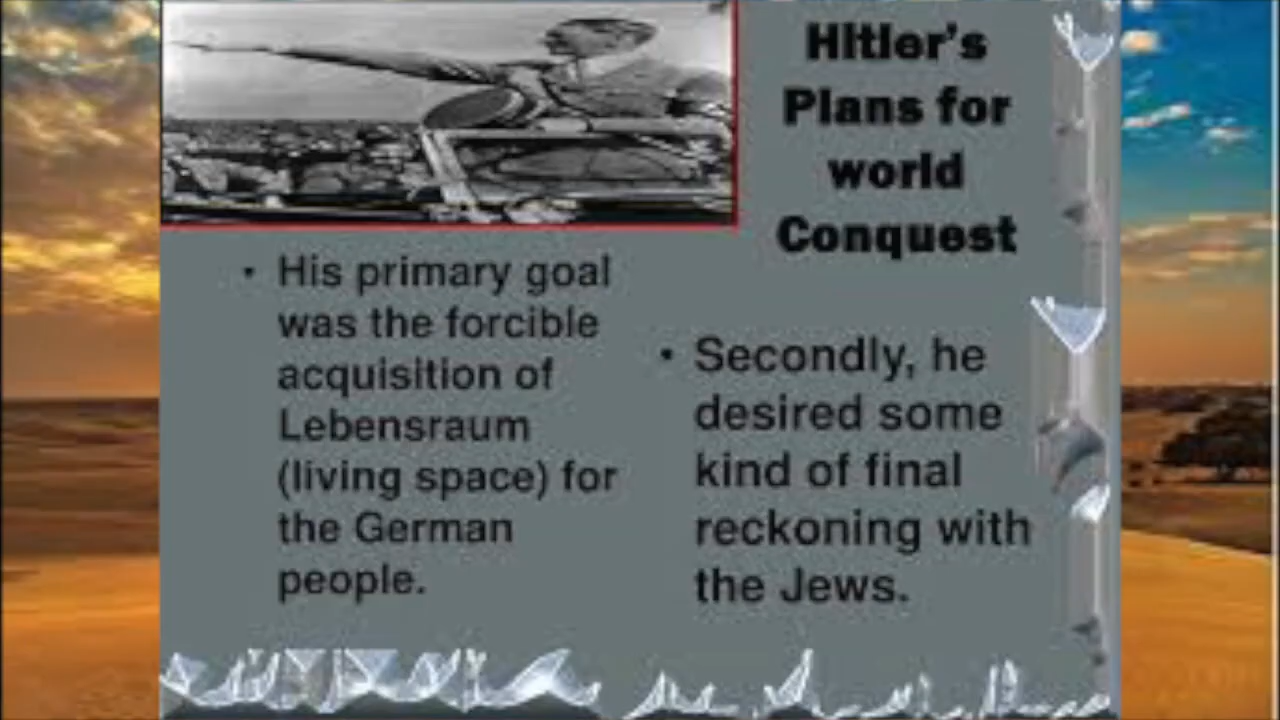 Hitler's
Plans for
world
Conquest
• His primary goal
was the forcible
acquisition of
Lebensraum
(living space) for
the German
people.
• Secondly, he
desired some
kind of final
reckoning with
the Jews.